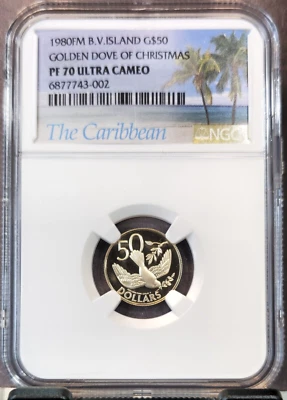 1980FM B.V.ISLAND G$50
GOLDEN DOVE OF CHRISTMAS
PF 70 ULTRA CAMEO
6877743-002
The Caribbean
NGC
50
DOLLARS